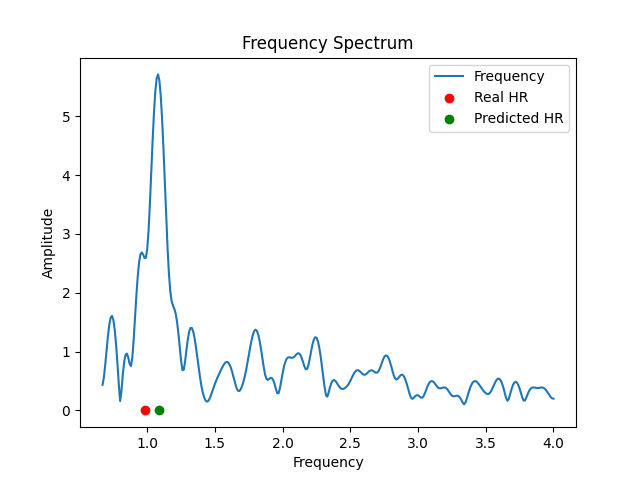 Frequency Spectrum
Frequency
Real HR
Predicted HR
Amplitude
5
4
3
2
1
0
1.0 1.5 2.0 2.5 3.0 3.5 4.0
Frequency